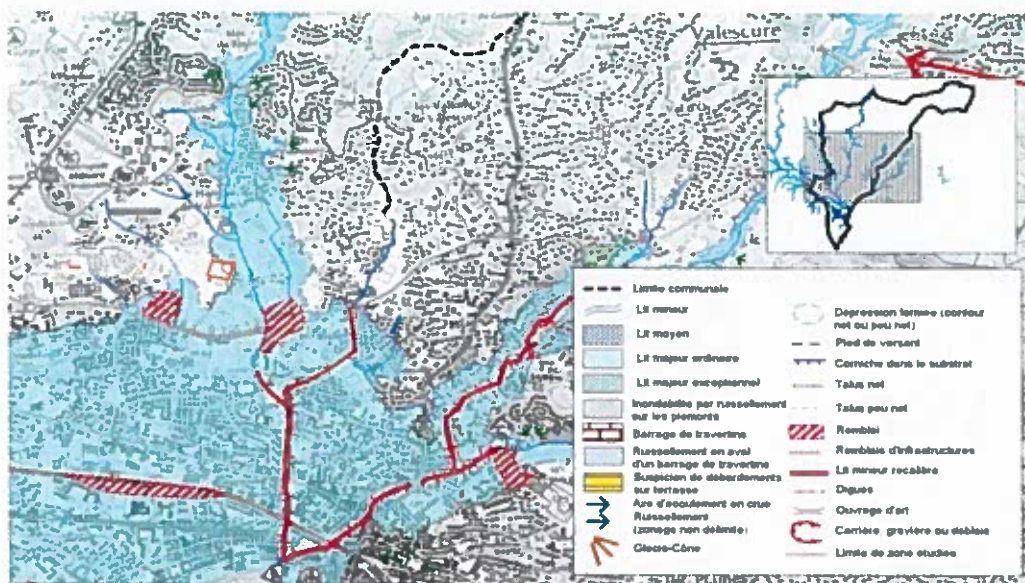 Valescure
Limite communale
Lit mineur
Lit moyen
Lit majeur ordinaire
Lit majeur exceptionnel
Inondabilité par ruissellement
sur les piémonts
Barrage de travertins
Ruissellement en aval
d'un barrage de travertins
Suspicion de débordements
sur terrasse
Axe d'écoulement en crue
Ruissellement
(zonage non délimité)
Glacis-Cône
Dépression fermée (contour
net ou peu net)
Pied de versant
Corniche dans le substrat
Talus net
Talus peu net
Remblai
Remblais d'infrastructures
Lit mineur recalibré
Digues
Ouvrage d'art
Carrière, gravière ou déblais
Limite de zone étudiée